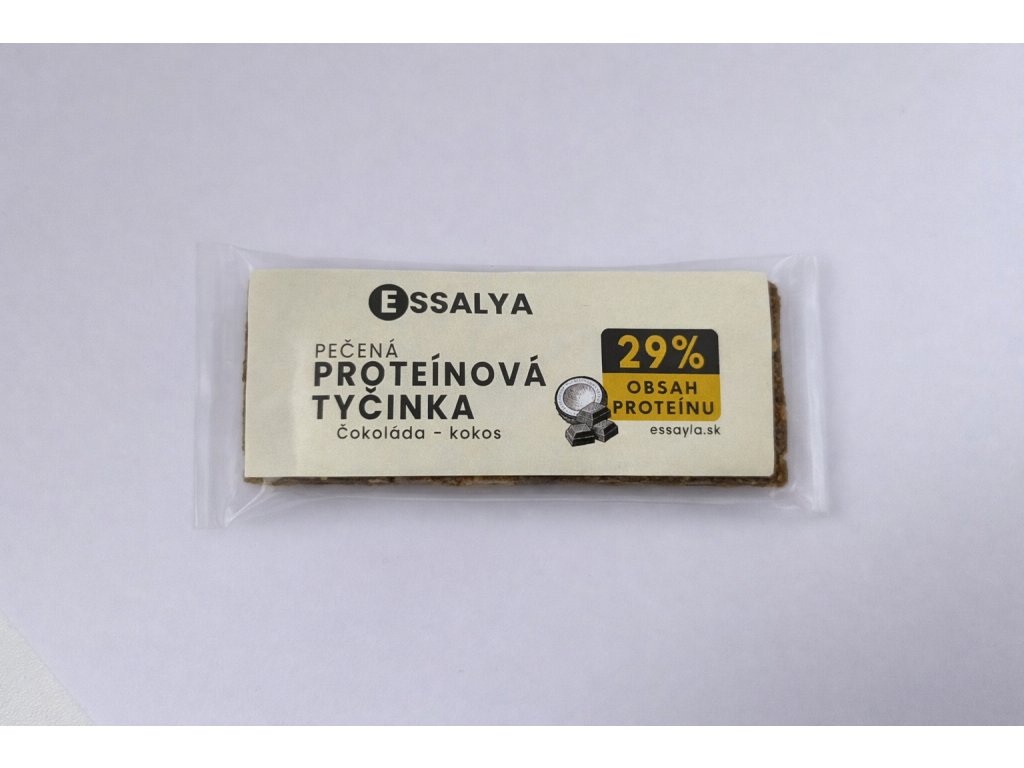 ESSALYA
PEČENÁ
PROTEÍNOVÁ
TYČINKA
Čokoláda - kokos
29%
OBSAH
PROTEÍNU
essayla.sk